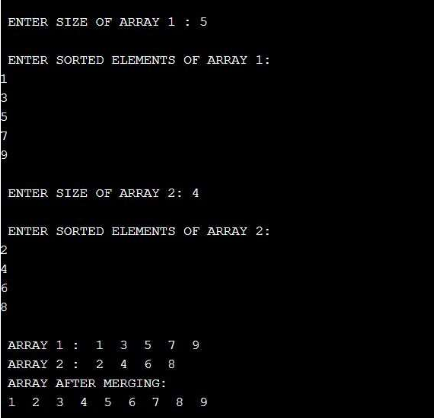 ENTER SIZE OF ARRAY 1 : 5
ENTER SORTED ELEMENTS OF ARRAY 1:
1
3
5
7
9
ENTER SIZE OF ARRAY 2: 4
ENTER SORTED ELEMENTS OF ARRAY 2:
2
4
6
8
ARRAY 1 :  1  3  5  7  9
ARRAY 2 :  2  4  6  8
ARRAY AFTER MERGING:
1  2  3  4  5  6  7  8  9